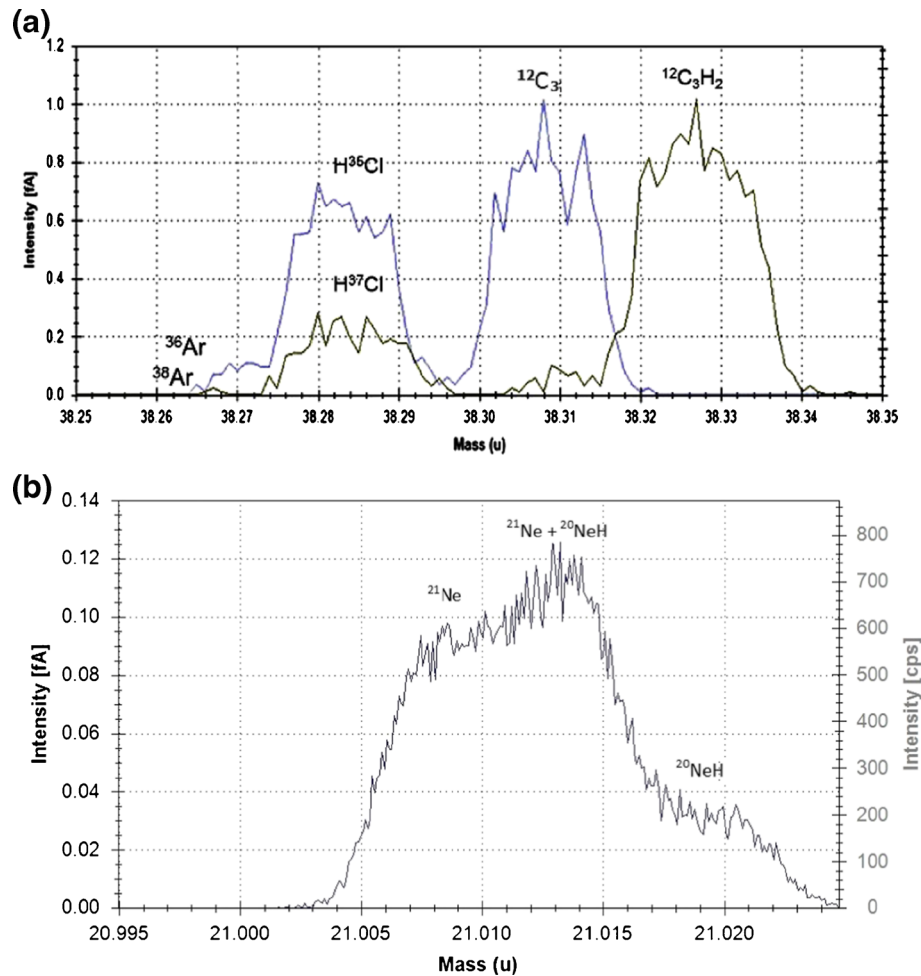 (a)
1.2
1.0
0.8
0.6
0.4
0.2
0.0
Intensity [fA]
³⁶Ar
³⁸Ar
H³⁵Cl
H³⁷Cl
¹²C₃
¹²C₃H₂
38.25 38.26 38.27 38.28 38.29 38.30 38.31 38.32 38.33 38.34 38.35
Mass (u)
(b)
0.14
0.12
0.10
0.08
0.06
0.04
0.02
0.00
Intensity [fA]
²¹Ne
²¹Ne + ²⁰NeH
²⁰NeH
800
700
600
500
400
300
200
100
0
Intensity [cps]
20.995 21.000 21.005 21.010 21.015 21.020
Mass (u)